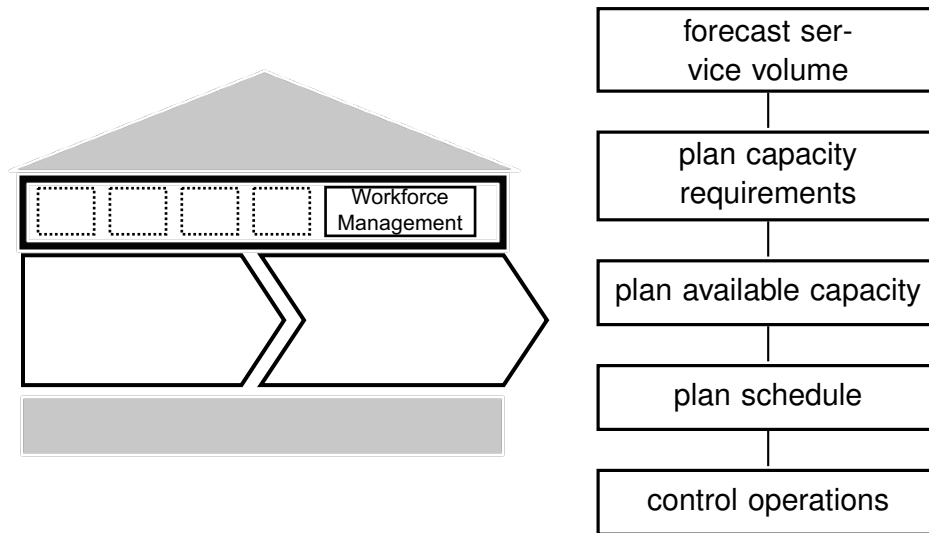 Workforce
Management
forecast ser-
vice volume
plan capacity
requirements
plan available capacity
plan schedule
control operations